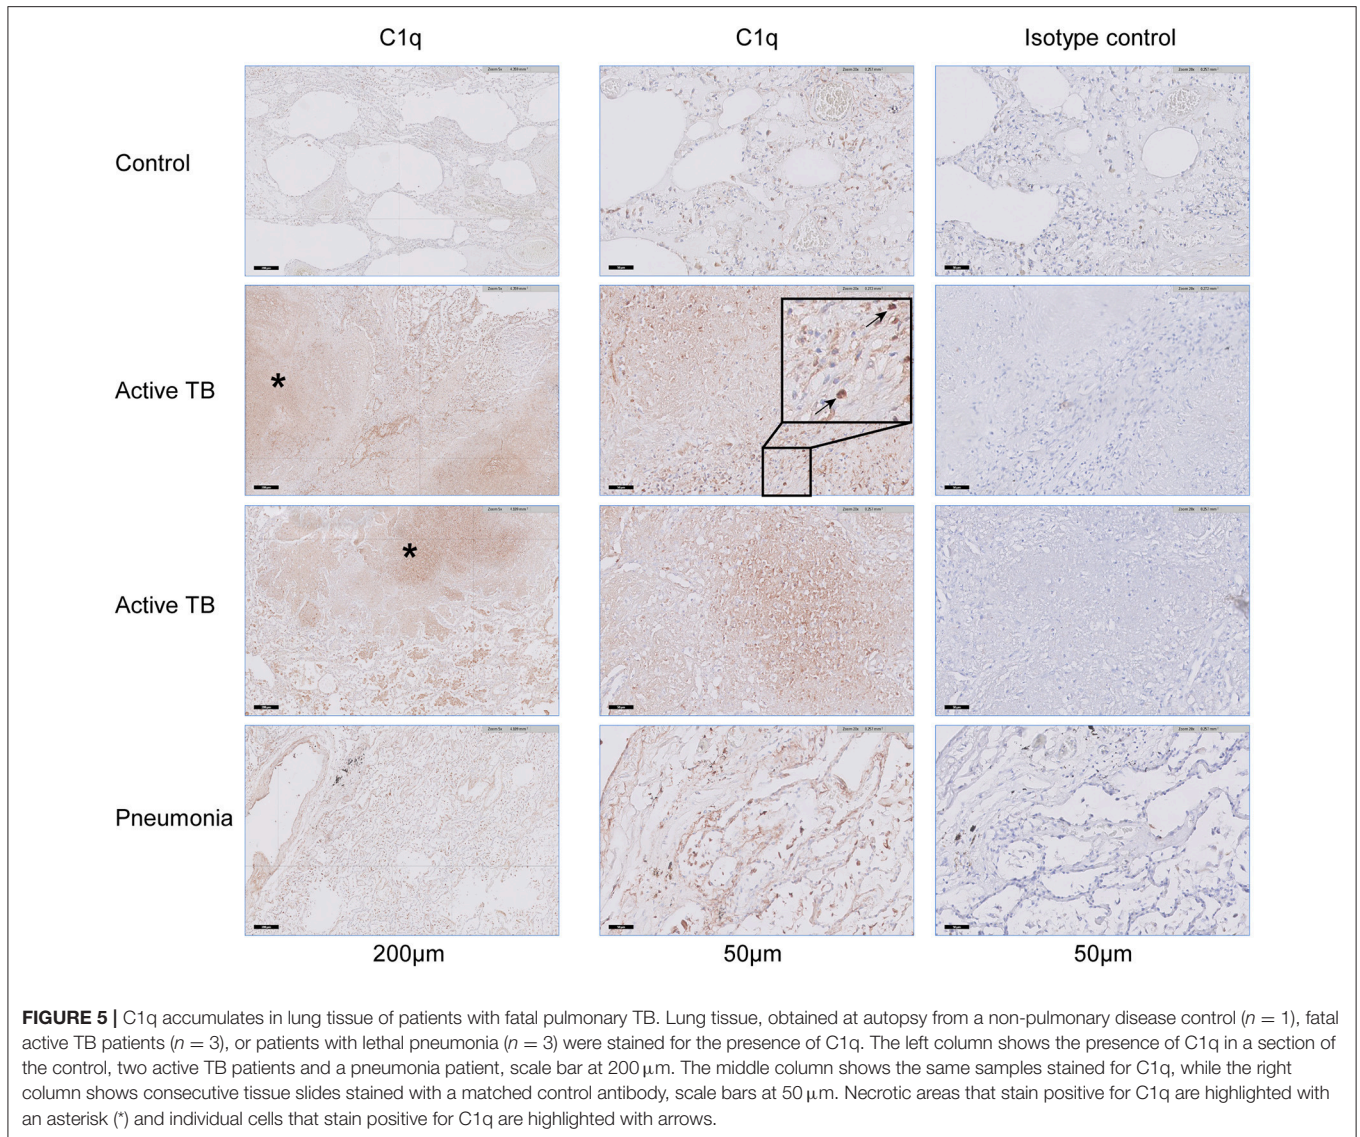 C1q C1q Isotype control
Control
Active TB
*
Active TB
*
Pneumonia
200µm 50µm 50µm
FIGURE 5 | C1q accumulates in lung tissue of patients with fatal pulmonary TB. Lung tissue, obtained at autopsy from a non-pulmonary disease control (n = 1), fatal
active TB patients (n = 3), or patients with lethal pneumonia (n = 3) were stained for the presence of C1q. The left column shows the presence of C1q in a section of
the control, two active TB patients and a pneumonia patient, scale bar at 200 µm. The middle column shows the same samples stained for C1q, while the right
column shows consecutive tissue slides stained with a matched control antibody, scale bars at 50 µm. Necrotic areas that stain positive for C1q are highlighted with
an asterisk (*) and individual cells that stain positive for C1q are highlighted with arrows.